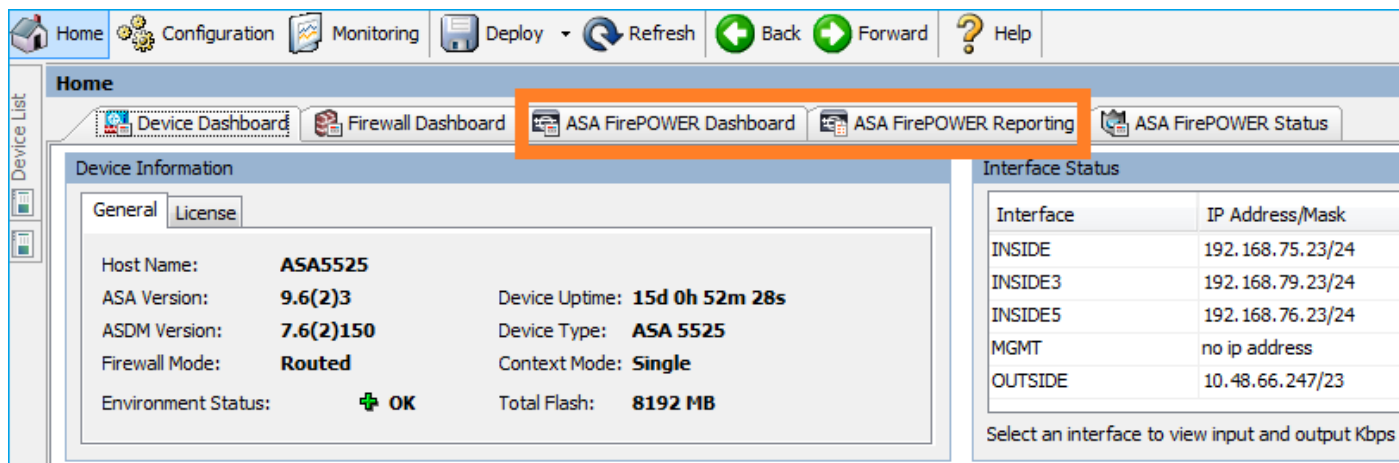 Home Configuration Monitoring Deploy Refresh Back Forward Help
Device List
Home
Device Dashboard Firewall Dashboard ASA FirePOWER Dashboard ASA FirePOWER Reporting ASA FirePOWER Status
Device Information
General License
Host Name: ASA5525
ASA Version: 9.6(2)3 Device Uptime: 15d 0h 52m 28s
ASDM Version: 7.6(2)150 Device Type: ASA 5525
Firewall Mode: Routed Context Mode: Single
Environment Status: OK Total Flash: 8192 MB
Interface Status
Interface IP Address/Mask
INSIDE 192.168.75.23/24
INSIDE3 192.168.79.23/24
INSIDE5 192.168.76.23/24
MGMT no ip address
OUTSIDE 10.48.66.247/23
Select an interface to view input and output Kbps